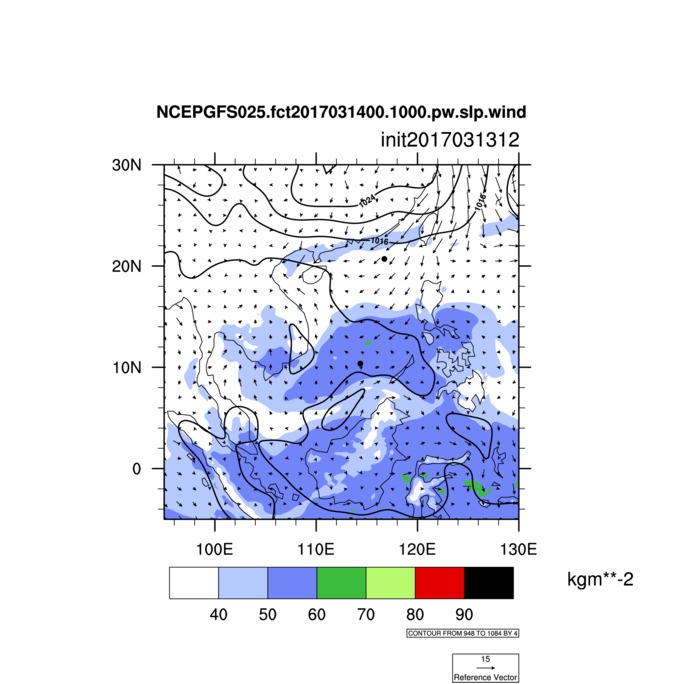 NCEPGFS025.fct2017031400.1000.pw.slp.wind
init2017031312
30N
20N
10N
0
1024
1016
1016
100E 110E 120E 130E
40 50 60 70 80 90
kgm**-2
CONTOUR FROM 948 TO 1084 BY 4
15
Reference Vector